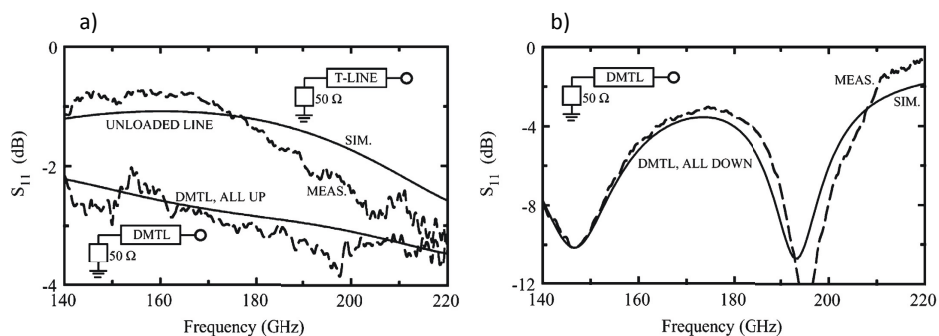 a)
0
-2
-4
S11 (dB)
T-LINE
50 Ω
UNLOADED LINE
SIM.
MEAS.
DMTL, ALL UP
DMTL
50 Ω
140 160 180 200 220
Frequency (GHz)
b)
0
-4
-8
-12
S11 (dB)
DMTL
50 Ω
MEAS.
SIM.
DMTL, ALL DOWN
140 160 180 200 220
Frequency (GHz)